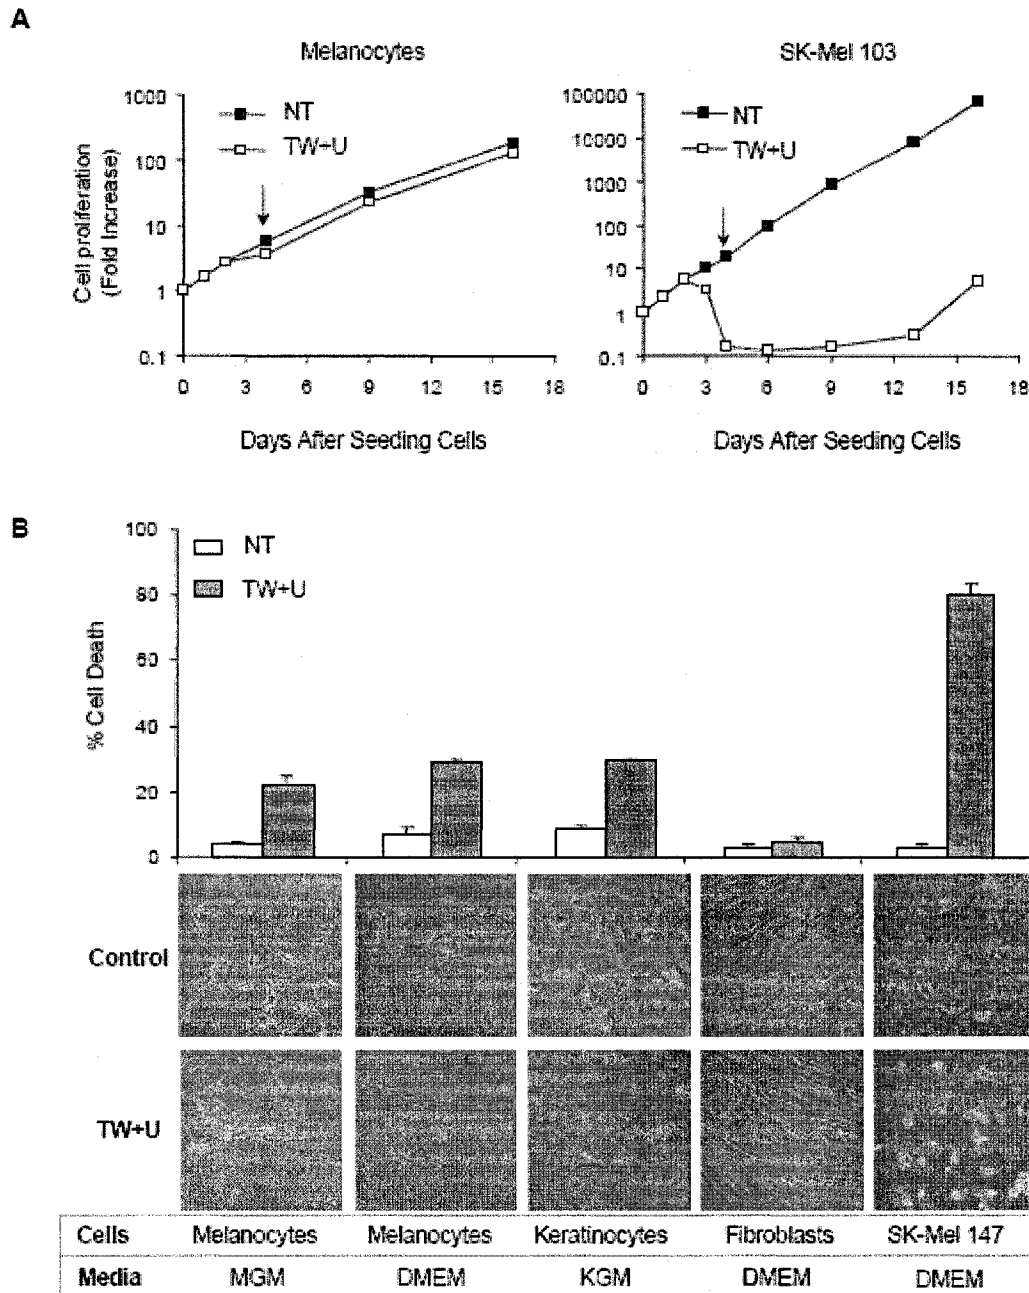 A
Melanocytes
SK-Mel 103
Cell proliferation
(Fold Increase)
1000
100
10
1
0.1
NT
TW+U
0 3 6 9 12 15 18
Days After Seeding Cells
100000
10000
1000
100
10
1
0.1
NT
TW+U
0 3 6 9 12 15 18
Days After Seeding Cells
B
% Cell Death
100
80
60
40
20
0
NT
TW+U
Control
TW+U
Cells Melanocytes Melanocytes Keratinocytes Fibroblasts SK-Mel 147
Media MGM DMEM KGM DMEM DMEM